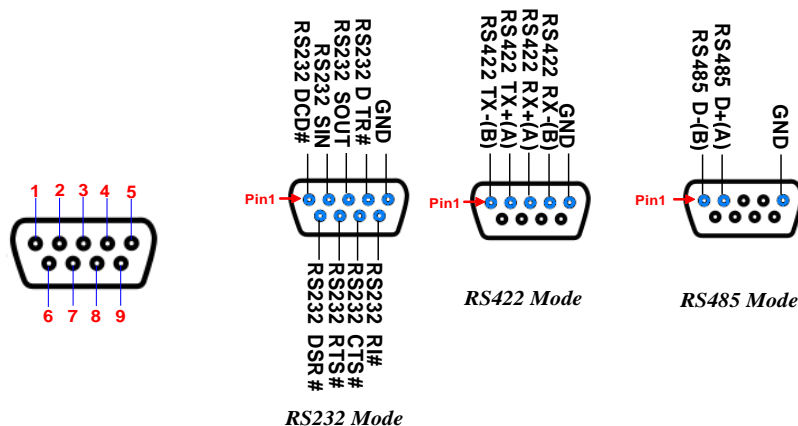 1 2 3 4 5
6 7 8 9
RS232 DCD#
RS232 SIN
RS232 SOUT
RS232 D TR#
GND
Pin1
RS232 DSR #
RS232 RTS #
RS232 CTS #
RS232 RI#
RS232 Mode
RS422 TX-(B)
RS422 TX+(A)
RS422 RX+(A)
RS422 RX-(B)
GND
Pin1
RS422 Mode
RS485 D-(B)
RS485 D+(A)
GND
Pin1
RS485 Mode